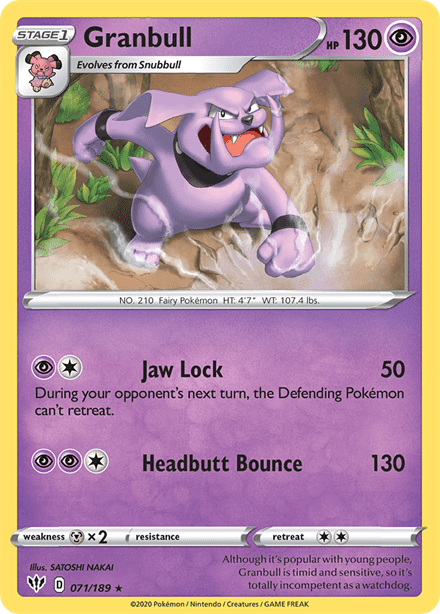 STAGE 1
Granbull
HP 130
Evolves from Snubbull
NO. 210 Fairy Pokémon HT: 4'7" WT: 107.4 lbs.
Jaw Lock 50
During your opponent's next turn, the Defending Pokémon
can't retreat.
Headbutt Bounce 130
weakness ×2 resistance retreat
Illus. SATOSHI NAKAI
D 071/189 ★
Although it's popular with young people,
Granbull is timid and sensitive, so it's
totally incompetent as a watchdog.
©2020 Pokémon / Nintendo / Creatures / GAME FREAK